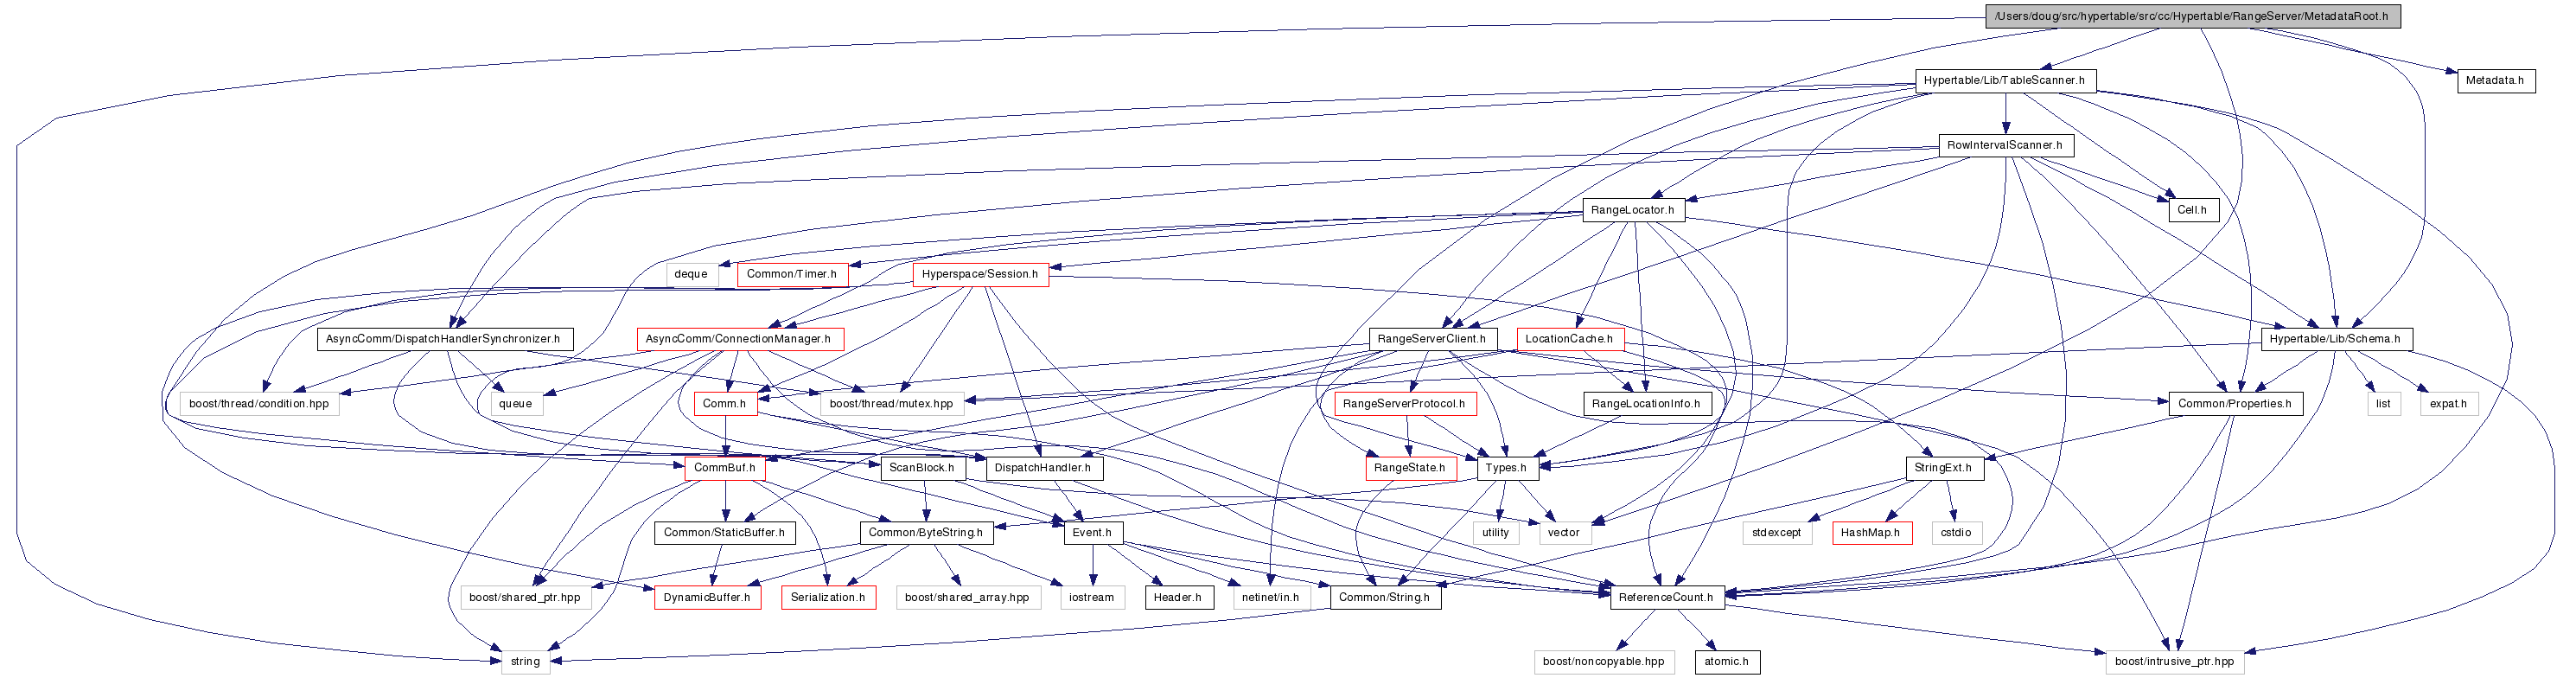 /Users/doug/src/hypertable/src/cc/Hypertable/RangeServer/MetadataRoot.h
Hypertable/Lib/TableScanner.h
Metadata.h
RowIntervalScanner.h
RangeLocator.h
Cell.h
deque
Common/Timer.h
Hyperspace/Session.h
AsyncComm/DispatchHandlerSynchronizer.h
AsyncComm/ConnectionManager.h
RangeServerClient.h
LocationCache.h
Hypertable/Lib/Schema.h
boost/thread/condition.hpp
queue
Comm.h
boost/thread/mutex.hpp
RangeServerProtocol.h
RangeLocationInfo.h
Common/Properties.h
list
expat.h
CommBuf.h
ScanBlock.h
DispatchHandler.h
RangeState.h
Types.h
StringExt.h
Common/StaticBuffer.h
Common/ByteString.h
Event.h
utility
vector
stdexcept
HashMap.h
cstdio
boost/shared_ptr.hpp
DynamicBuffer.h
Serialization.h
boost/shared_array.hpp
iostream
Header.h
netinet/in.h
Common/String.h
ReferenceCount.h
string
boost/noncopyable.hpp
atomic.h
boost/intrusive_ptr.hpp